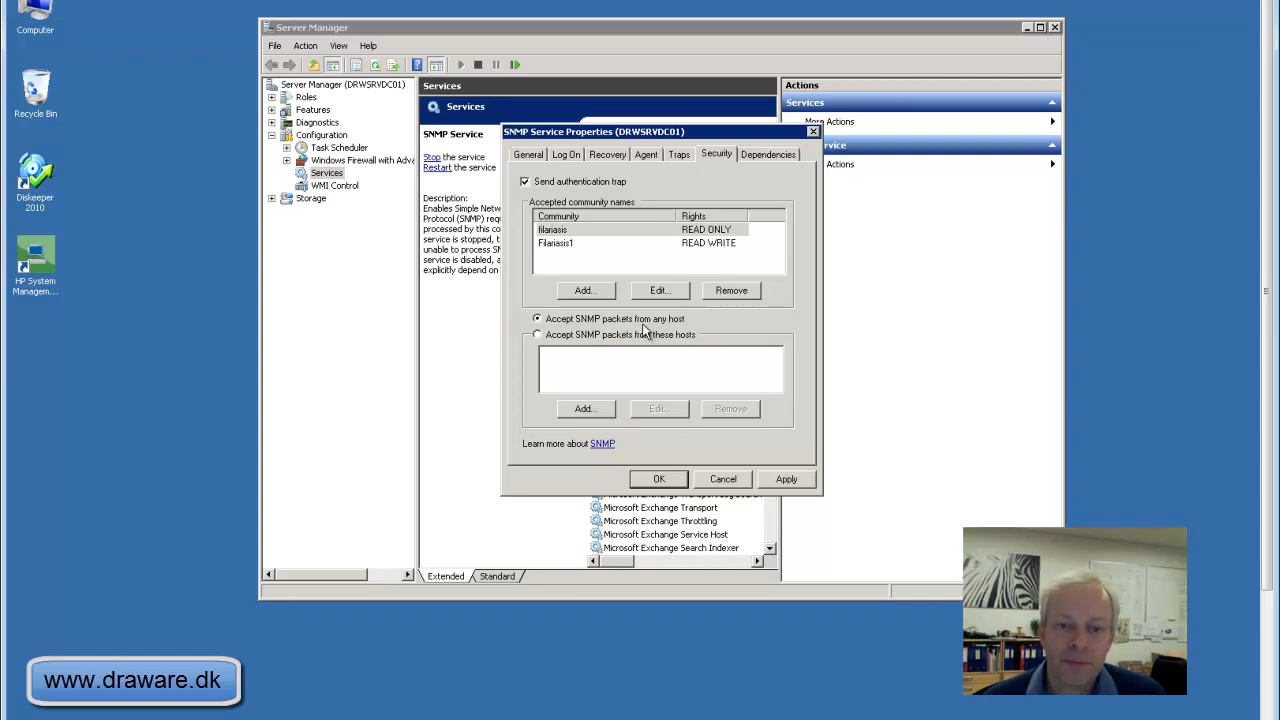 Computer
Recycle Bin
Diskeeper
2010
HP System
Managem...
www.draware.dk
Server Manager
File Action View Help
Server Manager (DRWSRVDC01)
Roles
Features
Diagnostics
Configuration
Task Scheduler
Windows Firewall with Adva
Services
WMI Control
Storage
Services
Services
SNMP Service
Stop the service
Restart the service
Description:
Enables Simple Netw
Protocol (SNMP) requ
processed by this co
service is stopped, t
unable to process SN
service is disabled, a
explicitly depend on
SNMP Service Properties (DRWSRVDC01)
General Log On Recovery Agent Traps Security Dependencies
Send authentication trap
Accepted community names
Community Rights
filariasis READ ONLY
Filariasis1 READ WRITE
Add... Edit... Remove
Accept SNMP packets from any host
Accept SNMP packets from these hosts
Add... Edit... Remove
Learn more about SNMP
OK Cancel Apply
Microsoft Exchange Transport
Microsoft Exchange Throttling
Microsoft Exchange Service Host
Microsoft Exchange Search Indexer
Extended Standard
Actions
Services
More Actions
rvice
Actions